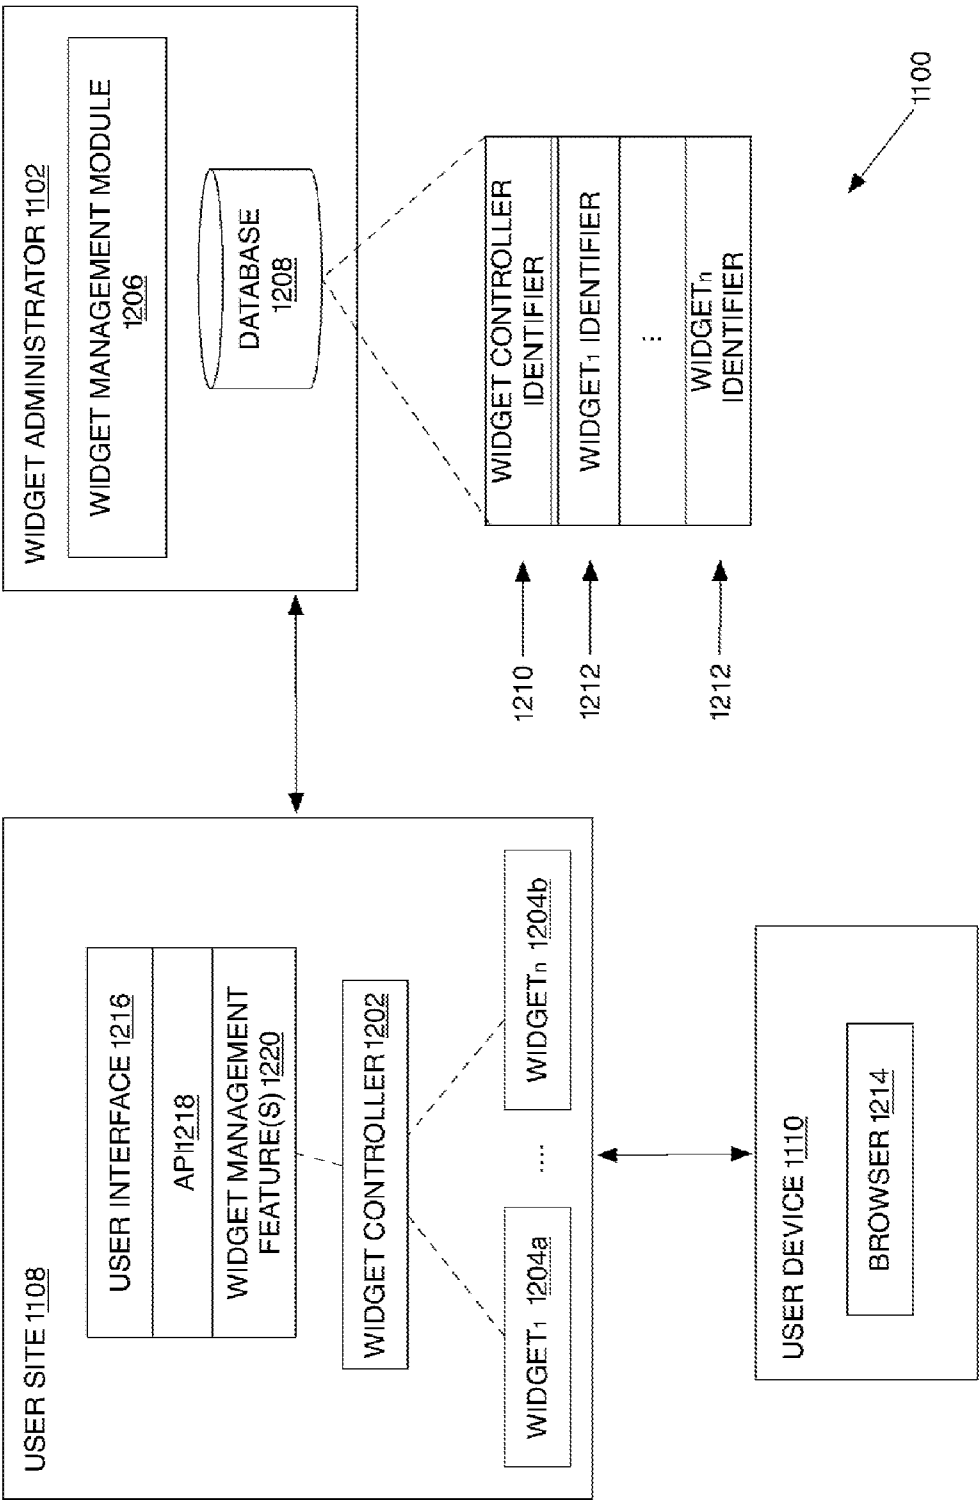 USER SITE 1108
USER INTERFACE 1216
API 1218
WIDGET MANAGEMENT
FEATURE(S) 1220
WIDGET CONTROLLER 1202
WIDGET1 1204a
....
WIDGETn 1204b
WIDGET ADMINISTRATOR 1102
WIDGET MANAGEMENT MODULE
1206
DATABASE
1208
1210
WIDGET CONTROLLER
IDENTIFIER
1212
WIDGET1 IDENTIFIER
...
1212
WIDGETn
IDENTIFIER
USER DEVICE 1110
BROWSER 1214
1100